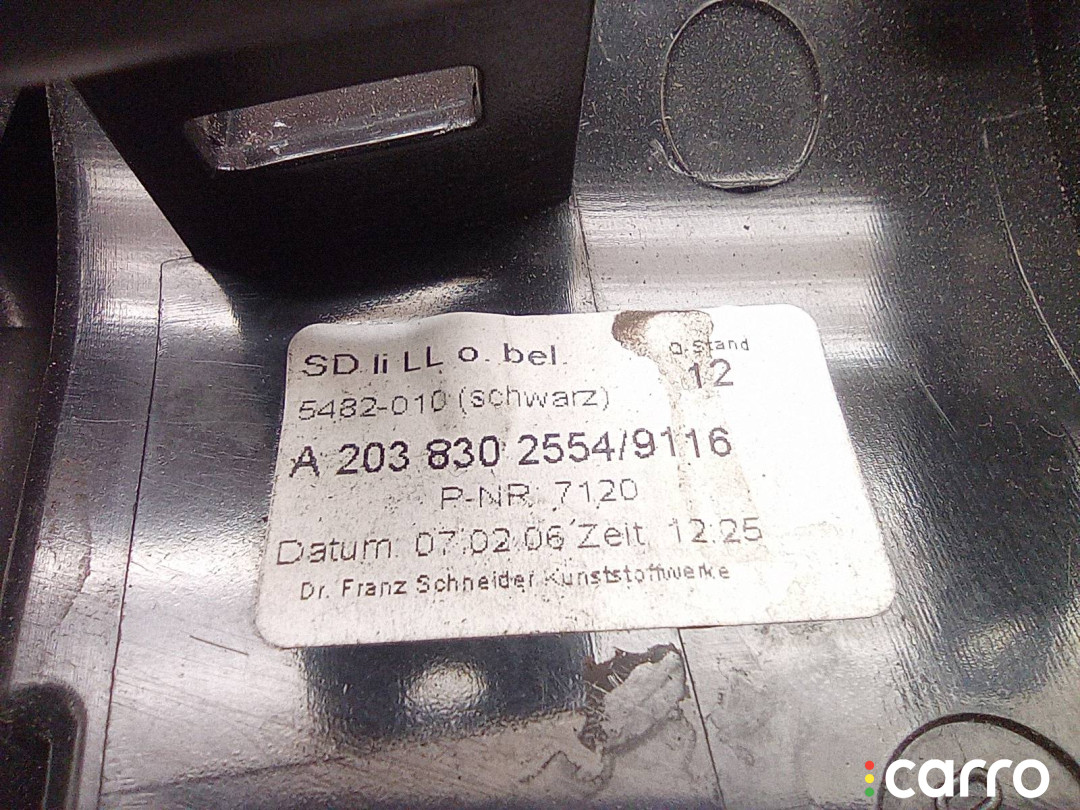 SD li LL o. bel.
Q.Stand
12
5482-010 (schwarz)
A 203 830 2554/9116
P-NR. 7120
Datum: 07.02.06 Zeit: 12.25
Dr. Franz Schneider Kunststoffwerke
carro